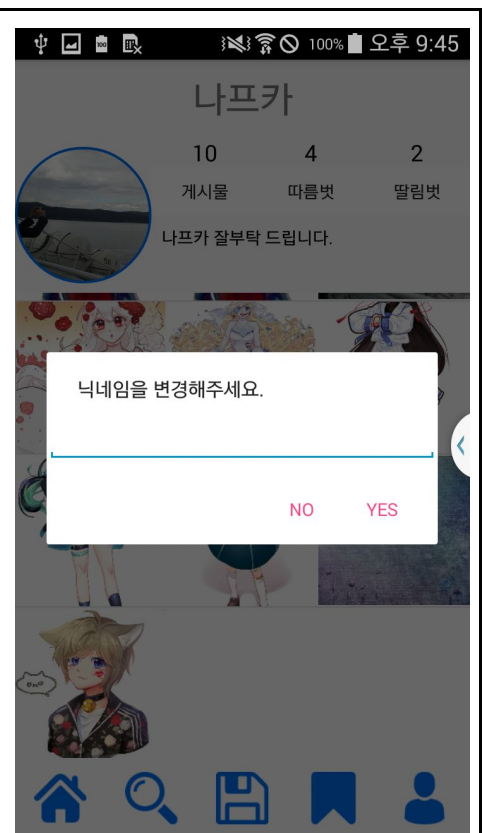 100% 오후 9:45
나프카
10 4 2
게시물 따름벗 딸림벗
나프카 잘부탁 드립니다.
닉네임을 변경해주세요.
NO YES